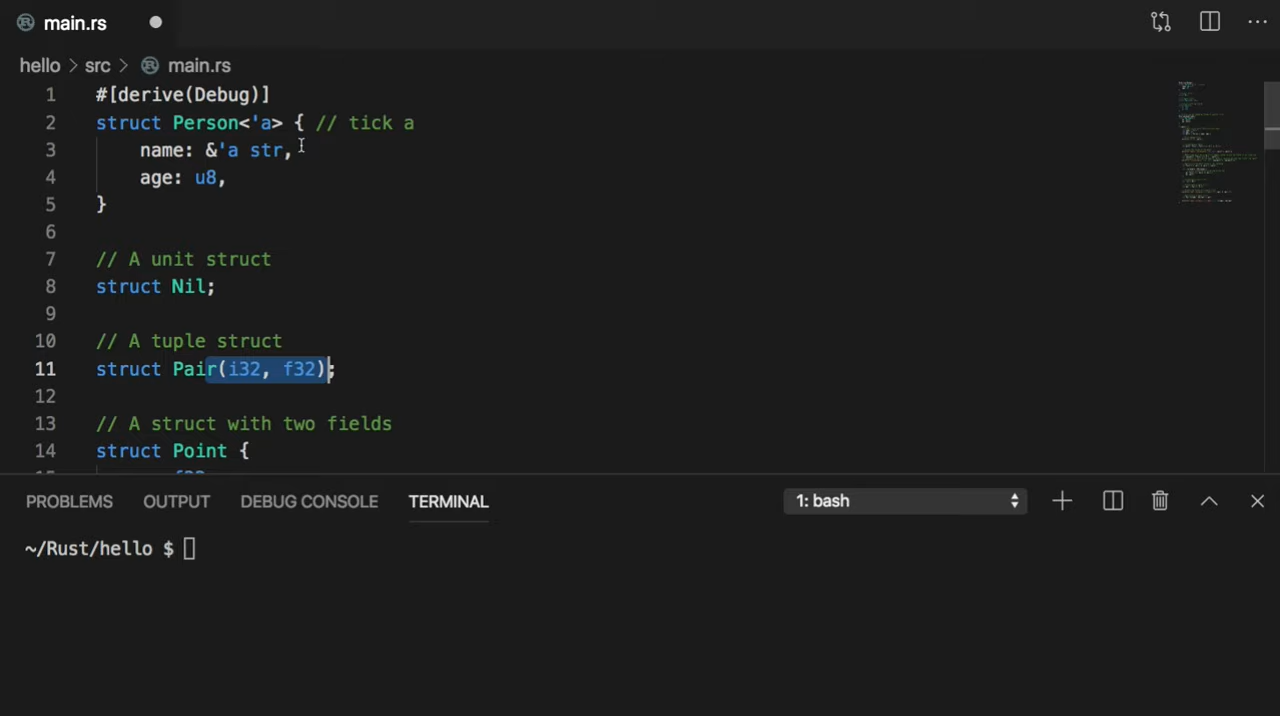 main.rs
hello > src > main.rs
1 #[derive(Debug)]
2 struct Person<'a> { // tick a
3 name: &'a str,
4 age: u8,
5 }
6
7 // A unit struct
8 struct Nil;
9
10 // A tuple struct
11 struct Pair(i32, f32);
12
13 // A struct with two fields
14 struct Point {
PROBLEMS OUTPUT DEBUG CONSOLE TERMINAL 1: bash
~/Rust/hello $